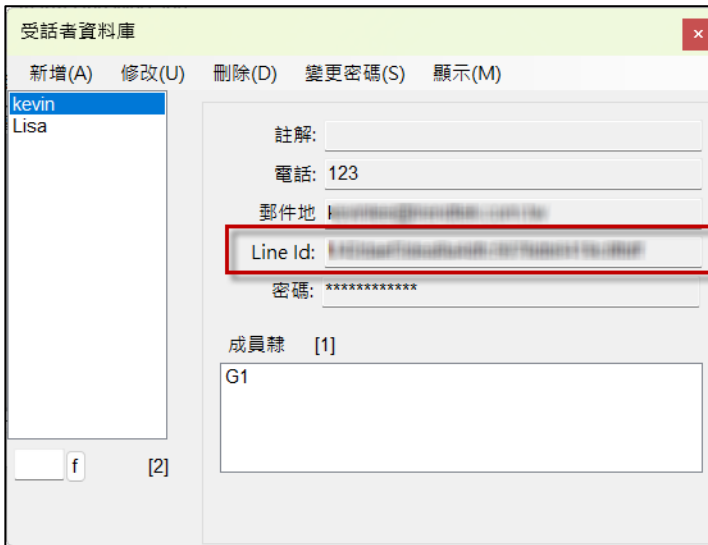 受話者資料庫
新增(A) 修改(U) 刪除(D) 變更密碼(S) 顯示(M)
kevin
Lisa
註解:
電話: 123
郵件地
Line Id:
密碼: ************
成員隸 [1]
G1
f [2]